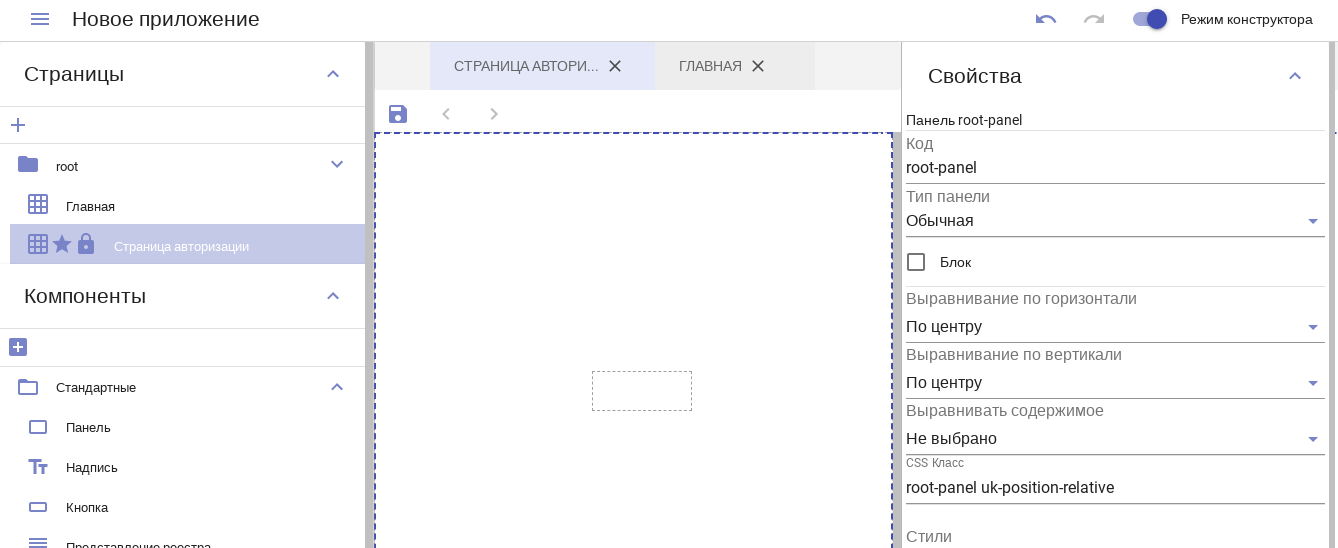 Новое приложение
Режим конструктора
Страницы
root
Главная
Страница авторизации
Компоненты
Стандартные
Панель
Надпись
Кнопка
Представление реестра
СТРАНИЦА АВТОРИ...
ГЛАВНАЯ
Свойства
Панель root-panel
Код
root-panel
Тип панели
Обычная
Блок
Выравнивание по горизонтали
По центру
Выравнивание по вертикали
По центру
Выравнивать содержимое
Не выбрано
CSS Класс
root-panel uk-position-relative
Стили